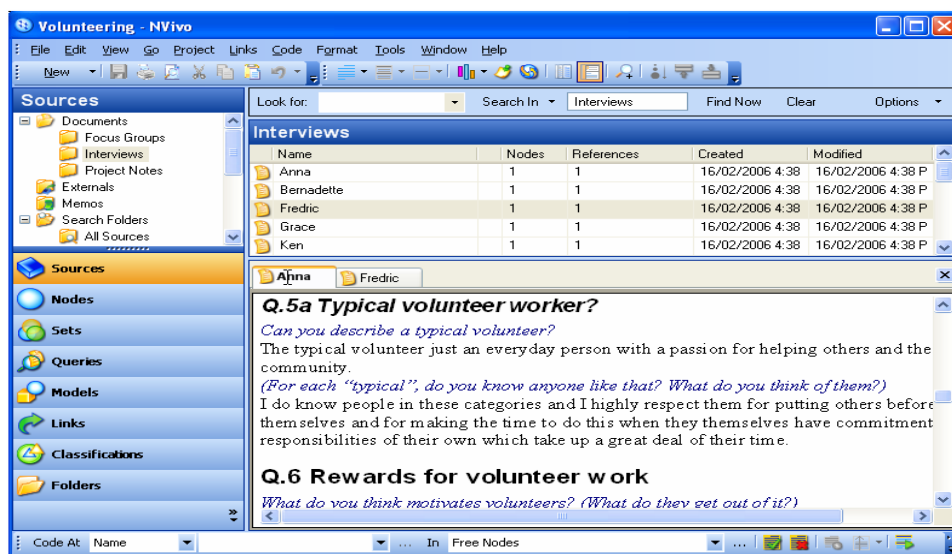 Volunteering - NVivo
File Edit View Go Project Links Code Format Tools Window Help
New
Sources
Look for: Search In Interviews Find Now Clear Options
Documents
Focus Groups
Interviews
Project Notes
Externals
Memos
Search Folders
All Sources
Interviews
Name Nodes References Created Modified
Anna 1 1 16/02/2006 4:38 16/02/2006 4:38 P
Bernadette 1 1 16/02/2006 4:38 16/02/2006 4:38 P
Fredric 1 1 16/02/2006 4:38 16/02/2006 4:38 P
Grace 1 1 16/02/2006 4:38 16/02/2006 4:38 P
Ken 1 1 16/02/2006 4:38 16/02/2006 4:38 P
Sources
Nodes
Sets
Queries
Models
Links
Classifications
Folders
Anna Fredric
Q.5a Typical volunteer worker?
Can you describe a typical volunteer?
The typical volunteer just an everyday person with a passion for helping others and the
community.
(For each “typical”, do you know anyone like that? What do you think of them?)
I do know people in these categories and I highly respect them for putting others before
themselves and for making the time to do this when they themselves have commitment
responsibilities of their own which take up a great deal of their time.
Q.6 Rewards for volunteer work
What do you think motivates volunteers? (What do they get out of it?)
Code At Name ... In Free Nodes ...